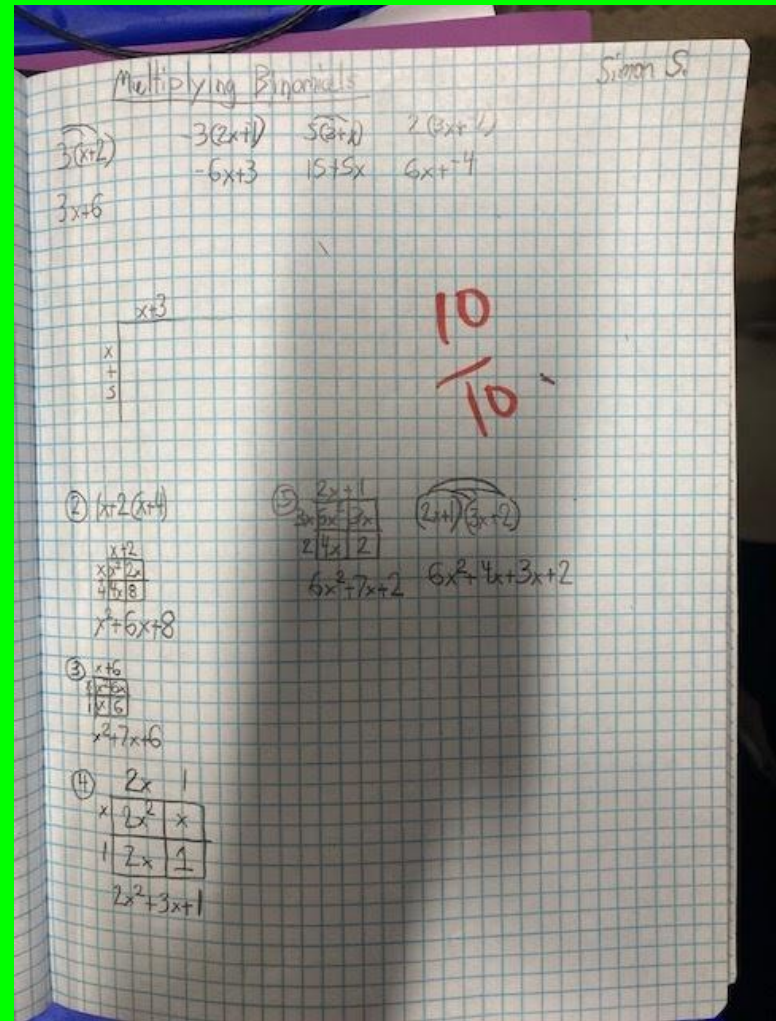 Multiplying Binomials
Simon S.
3(x+2) -3(2x+1) 5(3+x) 2(3x+
-6x+3 15+5x 6x+-4
3x+6
x+3
x
+
5
10
10
② (x+2(x+4)
x+2
x x² 2x
4 4x 8
x²+6x+8
③ x+6
x x² 6x
1 x 6
x²+7x+6
④ 2x 1
x 2x² x
1 2x 1
2x²+3x+1
⑤ 2x+1
3x 6x² 3x
2 4x 2
6x²+7x+2
(2x+1)(3x+2)
6x²+4x+3x+2